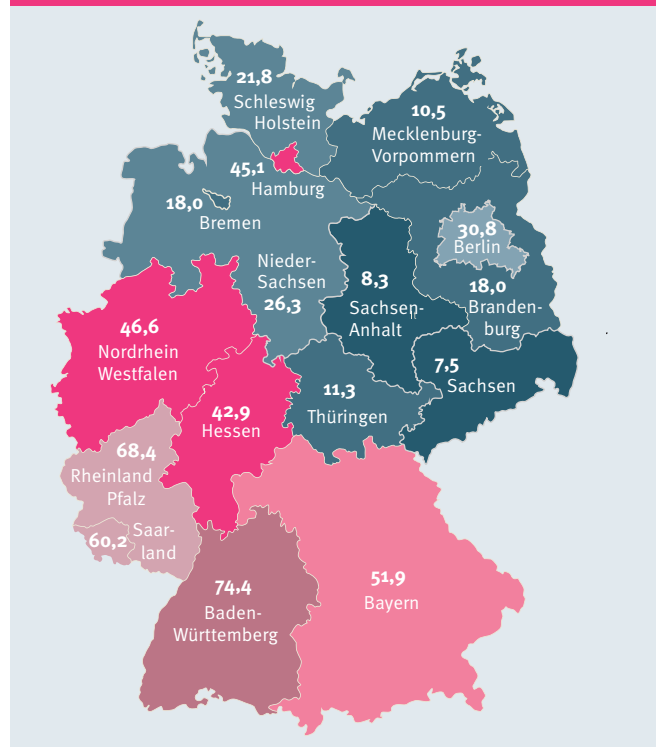 21,8
Schleswig
Holstein
10,5
Mecklenburg-
Vorpommern
45,1
Hamburg
18,0
Bremen
30,8
Berlin
Nieder-
Sachsen
26,3
8,3
Sachsen-
Anhalt
18,0
Branden-
burg
46,6
Nordrhein
Westfalen
7,5
Sachsen
11,3
Thüringen
42,9
Hessen
68,4
Rheinland
Pfalz
60,2
Saar-
land
74,4
Baden-
Württemberg
51,9
Bayern